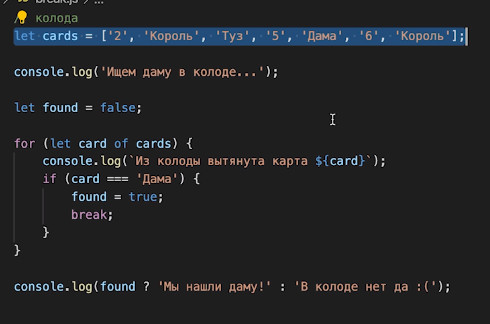 break.js > ...
колода
let cards = ['2', 'Король', 'Туз', '5', 'Дама', '6', 'Король'];
console.log('Ищем даму в колоде...');
let found = false;
for (let card of cards) {
console.log(`Из колоды вытянута карта ${card}`);
if (card === 'Дама') {
found = true;
break;
}
}
console.log(found ? 'Мы нашли даму!' : 'В колоде нет да :(');